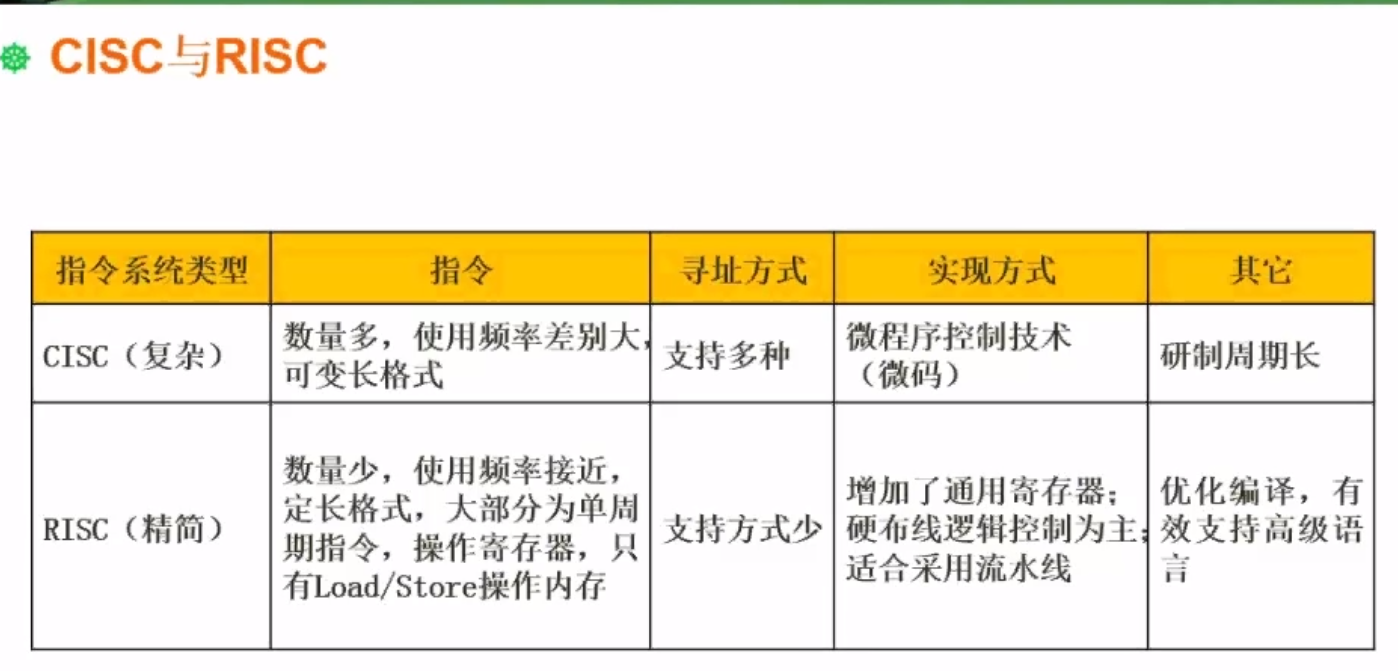 CISC与RISC
指令系统类型
指令
寻址方式
实现方式
其它
CISC（复杂）
数量多，使用频率差别大，
可变长格式
支持多种
微程序控制技术
（微码）
研制周期长
RISC（精简）
数量少，使用频率接近，
定长格式，大部分为单周
期指令，操作寄存器，只
有Load/Store操作内存
支持方式少
增加了通用寄存器；
硬布线逻辑控制为主；
适合采用流水线
优化编译，有
效支持高级语
言